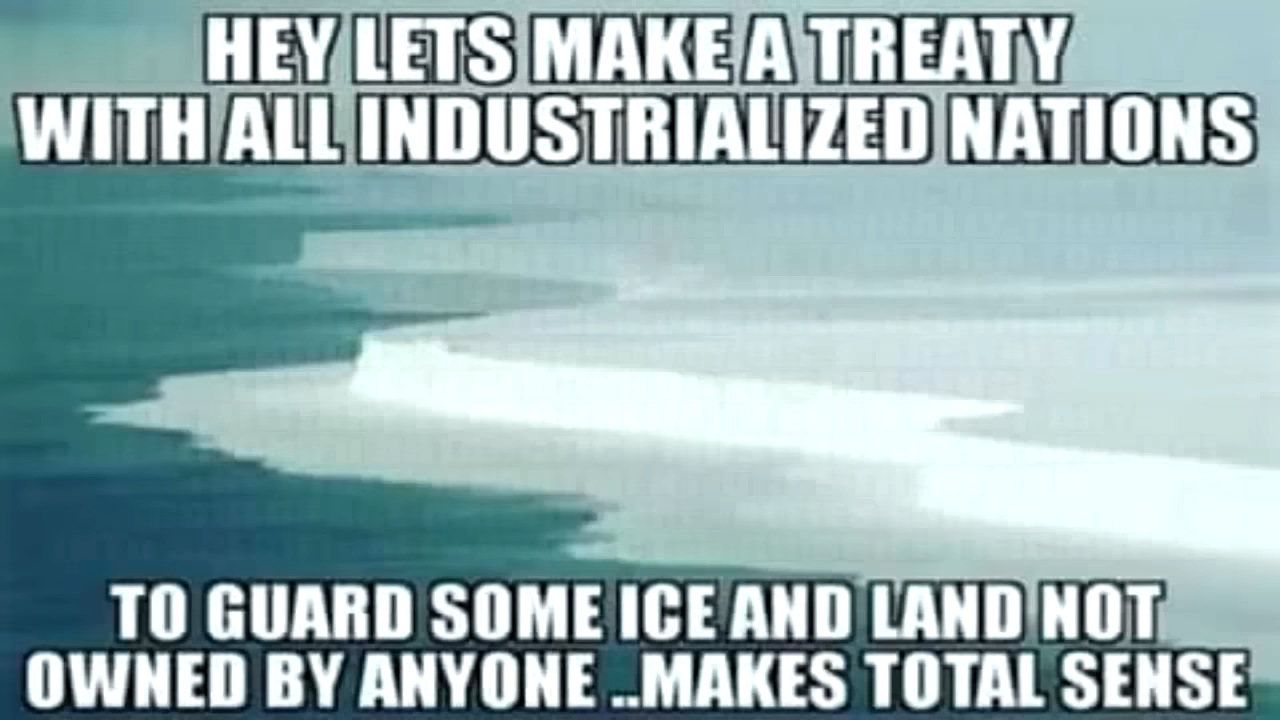 HEY LETS MAKE A TREATY
WITH ALL INDUSTRIALIZED NATIONS
TO GUARD SOME ICE AND LAND NOT
OWNED BY ANYONE ..MAKES TOTAL SENSE